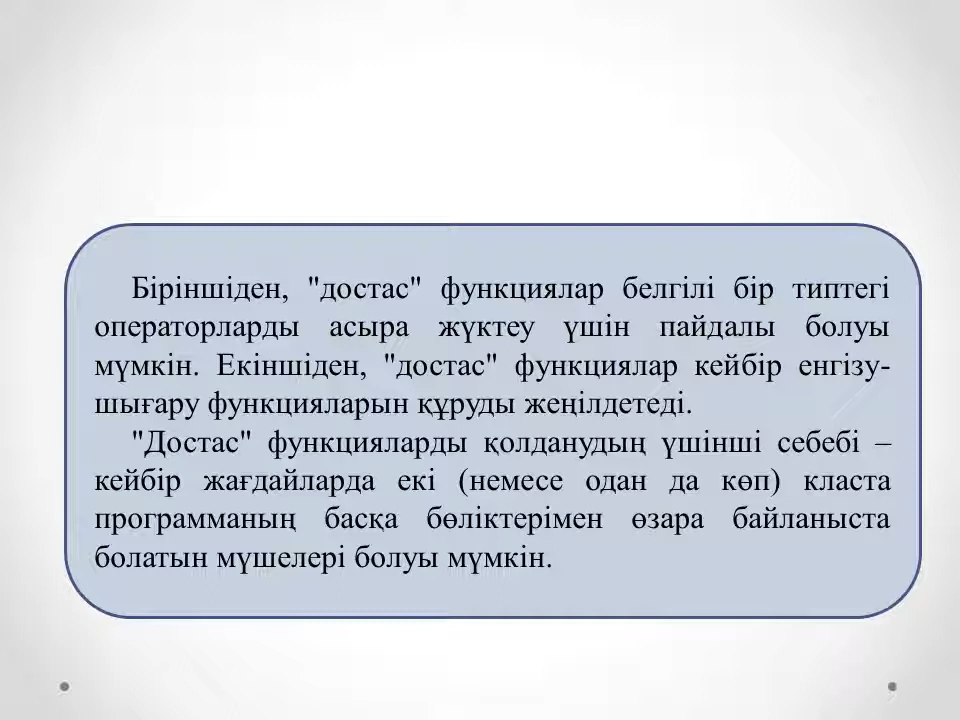 Біріншіден, "достас" функциялар белгілі бір типтегі
операторларды асыра жүктеу үшін пайдалы болуы
мүмкін. Екіншіден, "достас" функциялар кейбір енгізу-
шығару функцияларын құруды жеңілдетеді.
"Достас" функцияларды қолданудың үшінші себебі –
кейбір жағдайларда екі (немесе одан да көп) класта
программаның басқа бөліктерімен өзара байланыста
болатын мүшелері болуы мүмкін.